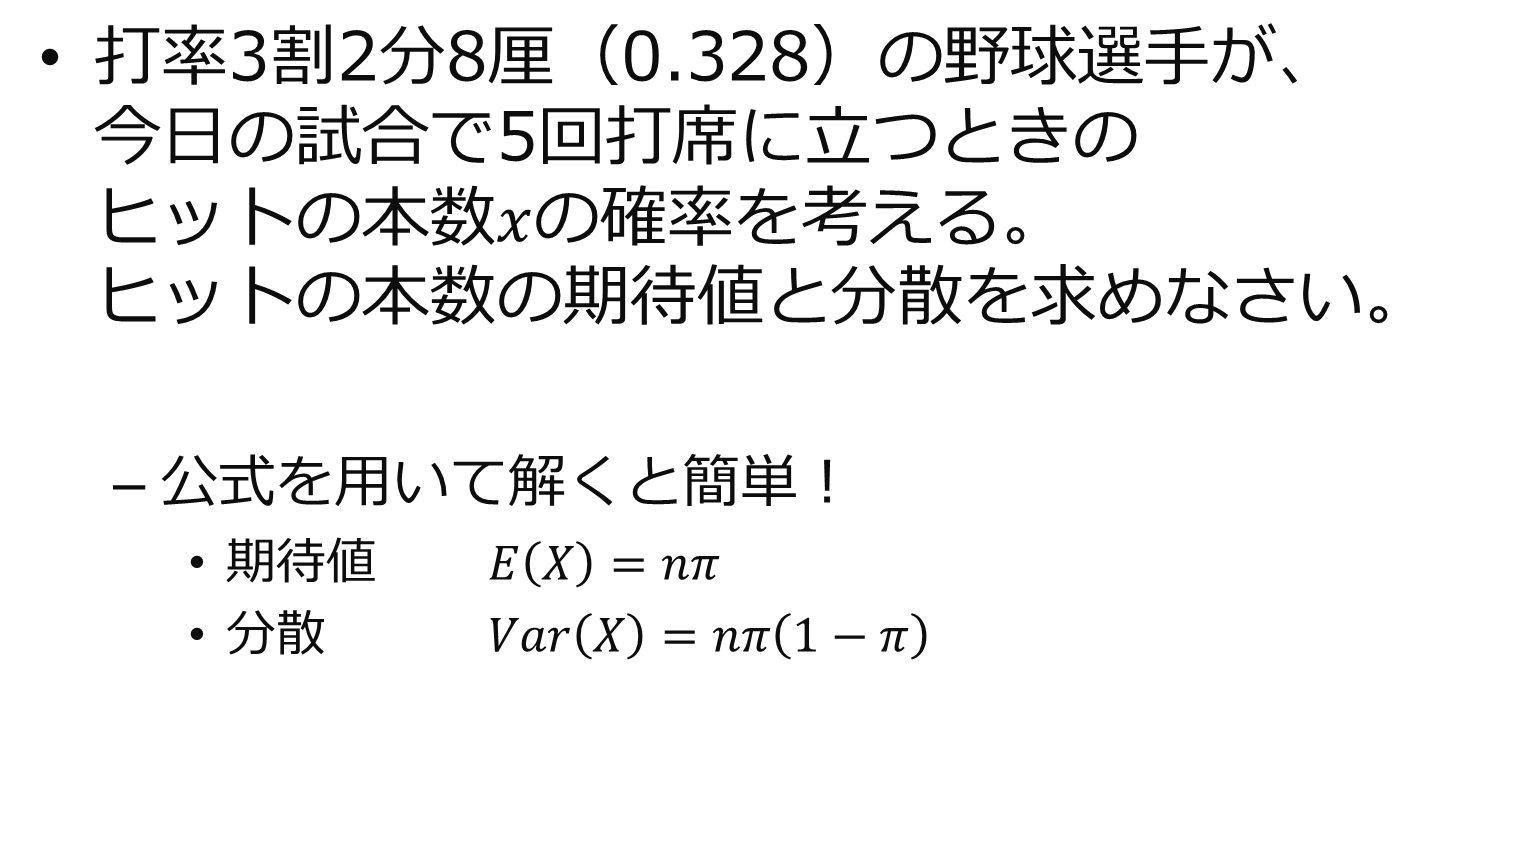 • 打率3割2分8厘（0.328）の野球選手が、
今日の試合で5回打席に立つときの
ヒットの本数xの確率を考える。
ヒットの本数の期待値と分散を求めなさい。
– 公式を用いて解くと簡単！
• 期待値 E(X) = nπ
• 分散 Var(X) = nπ(1 − π)